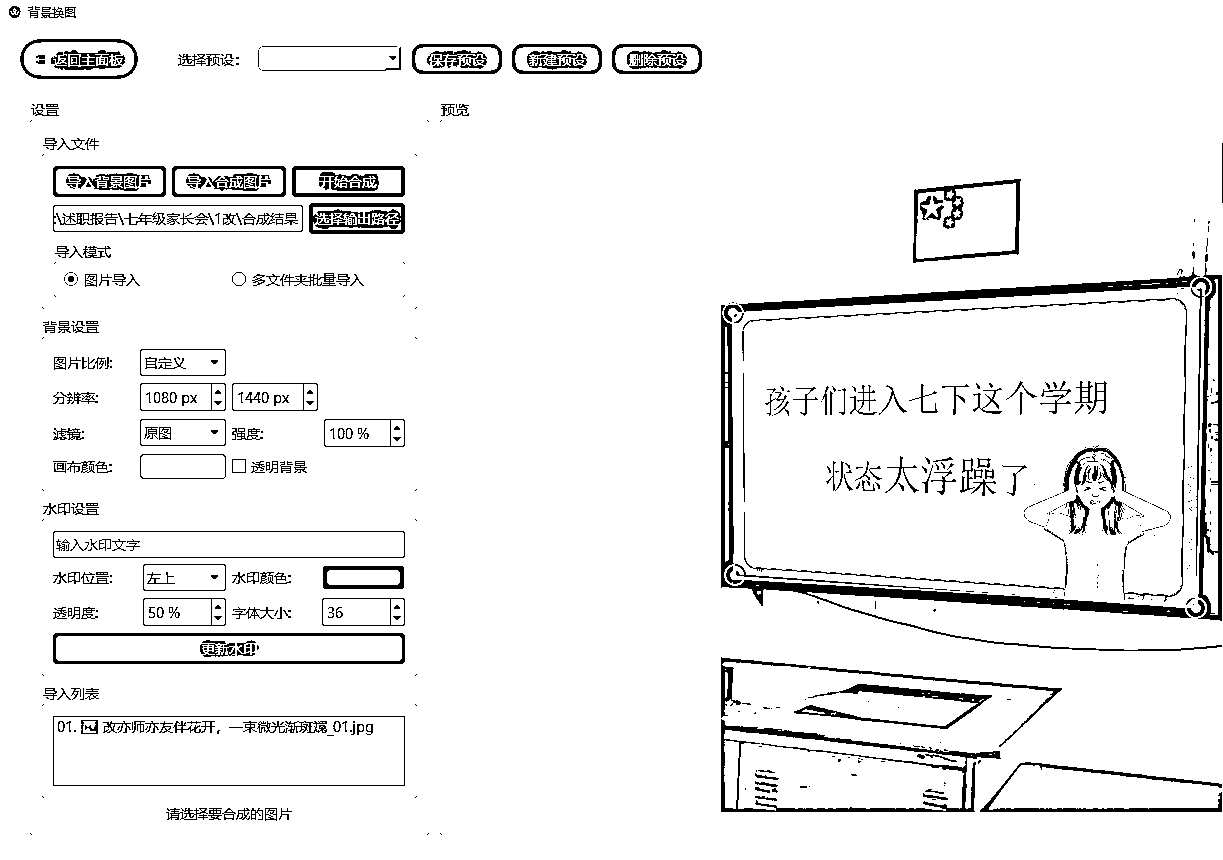 背景换图
返回主面板 选择预设: 保存预设 新建预设 删除预设
设置
预览
导入文件
导入背景图片 导入合成图片 开始合成
\述职报告\七年级家长会\1改\合成结果 选择输出路径
导入模式
图片导入 多文件夹批量导入
背景设置
图片比例: 自定义
分辨率: 1080 px 1440 px
滤镜: 原图 强度: 100 %
画布颜色: 透明背景
水印设置
输入水印文字
水印位置: 左上 水印颜色:
透明度: 50 % 字体大小: 36
更新水印
导入列表
01. 改亦师亦友伴花开，一束微光渐斑斓_01.jpg
请选择要合成的图片
孩子们进入七下这个学期
状态太浮躁了